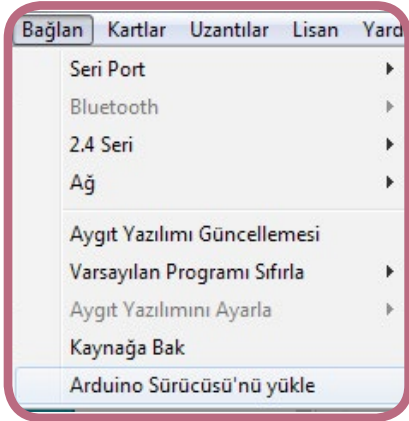 Bağlan Kartlar Uzantılar Lisan Yard
Seri Port
Bluetooth
2.4 Seri
Ağ
Aygıt Yazılımı Güncellemesi
Varsayılan Programı Sıfırla
Aygıt Yazılımını Ayarla
Kaynağa Bak
Arduino Sürücüsü'nü yükle